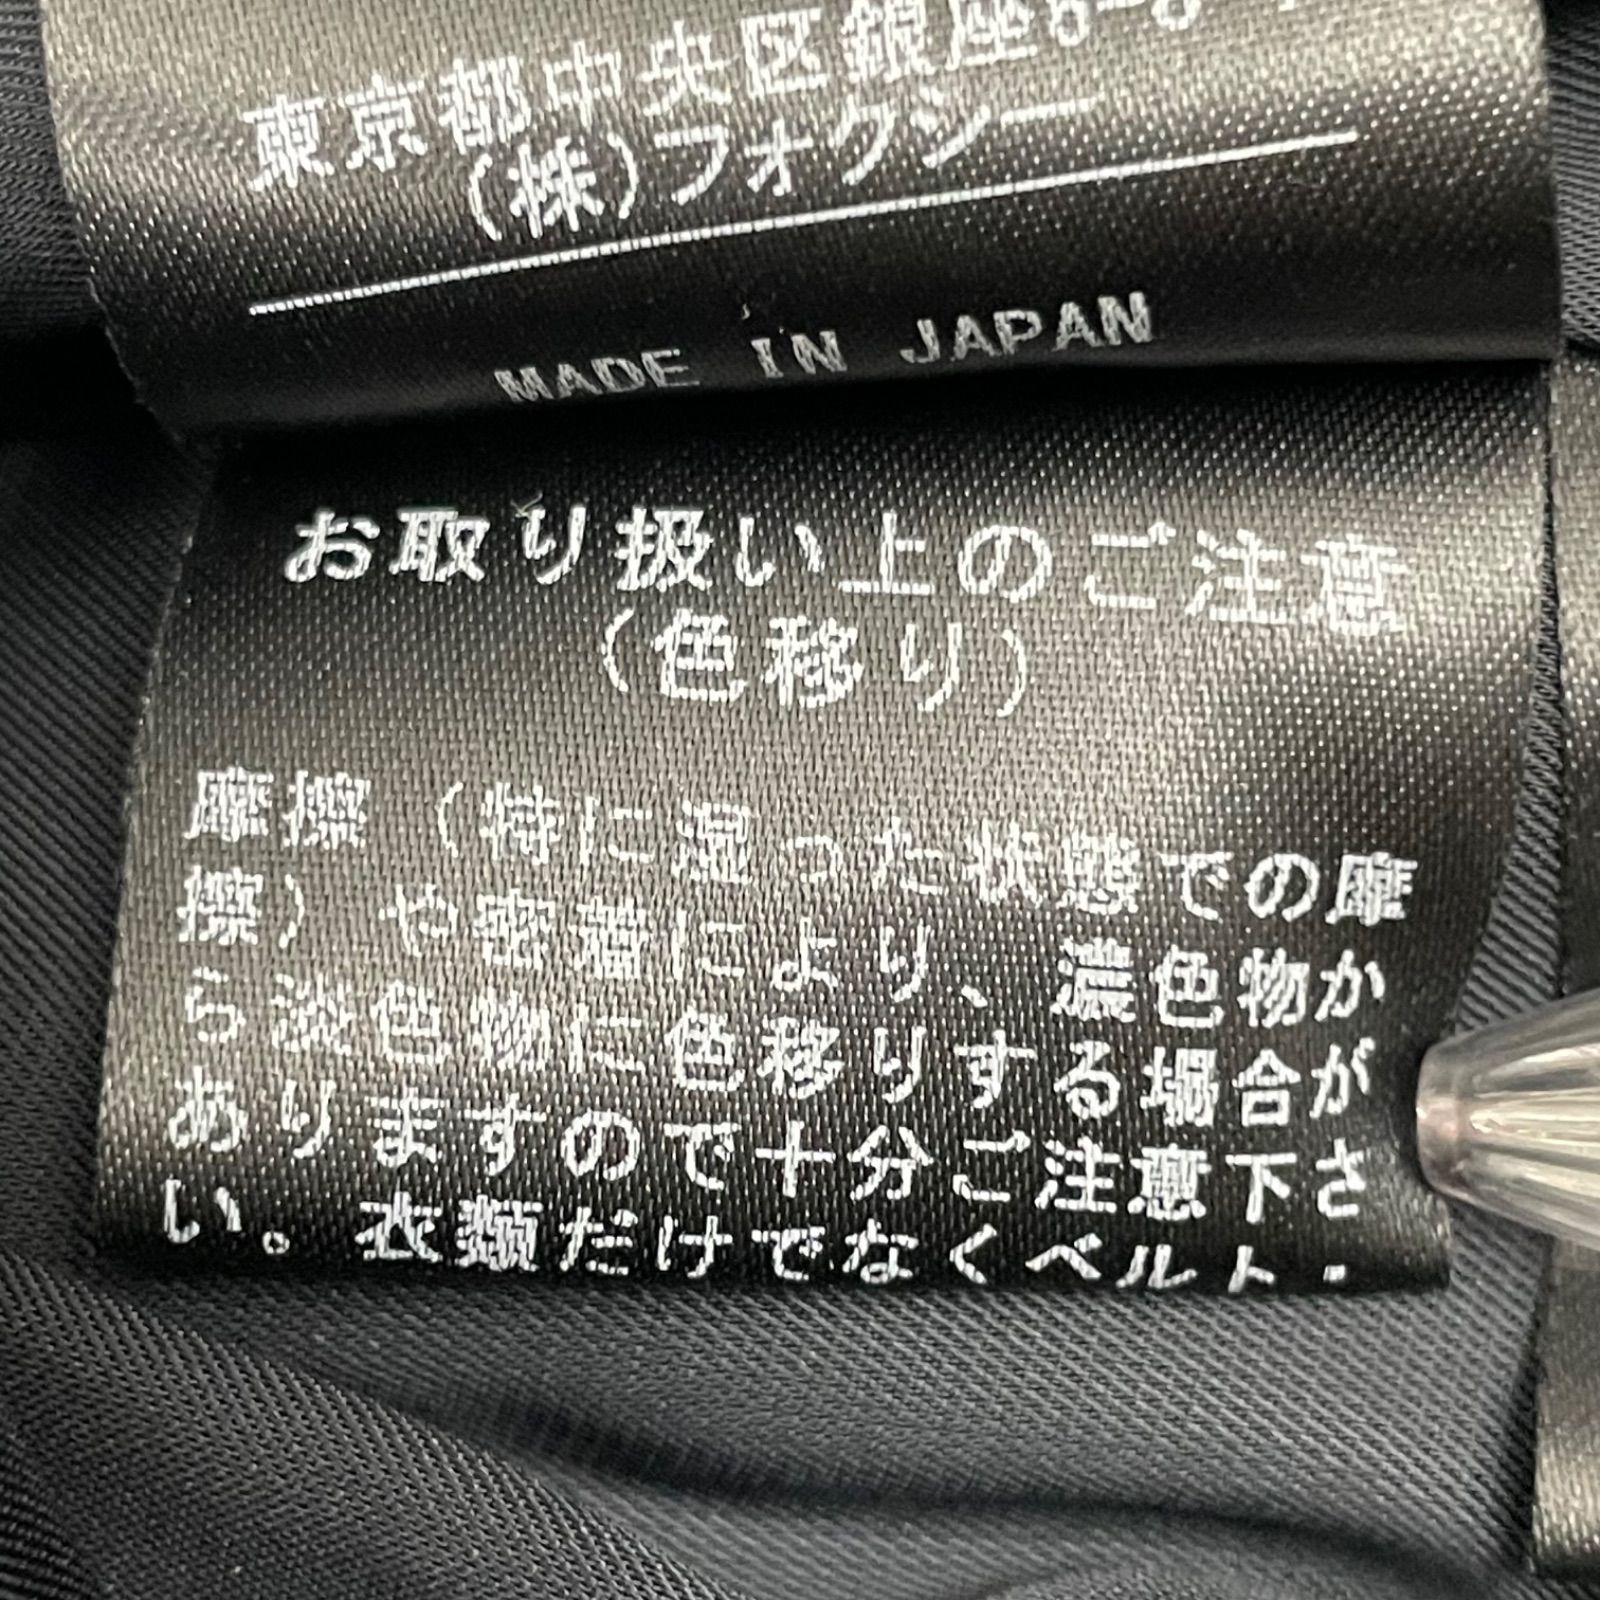 東京都中央区銀座
(株)フォクシー
MADE IN JAPAN
お取り扱い上のご注意
(色移り)
摩擦(特に湿った状態での摩
擦)や密着により、濃色物か
ら淡色物に色移りする場合が
ありますので十分ご注意下さ
い。衣類だけでなくベルト・